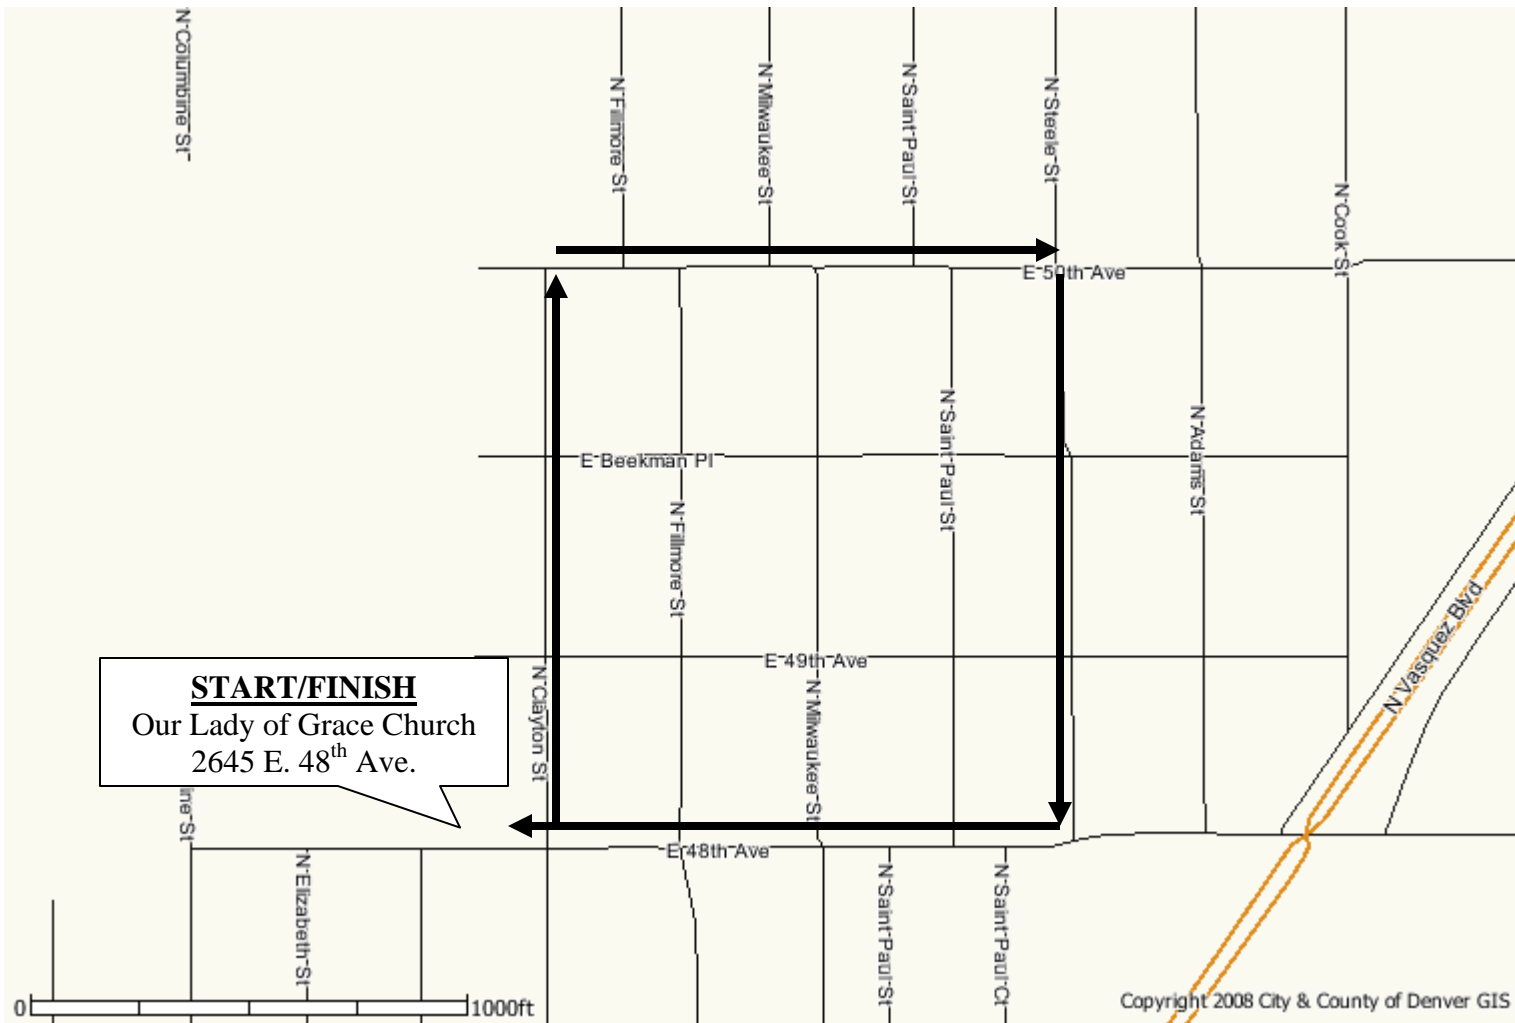 N Columbine St
N Fillmore St
N Milwaukee St
N Saint Paul St
N Steele St
N Cook St
E 50th Ave
E Beekman Pl
N Saint Paul St
N Adams St
N Fillmore St
N Vasquez Blvd
E 49th Ave
N Clayton St
N Milwaukee St
START/FINISH
Our Lady of Grace Church
2645 E. 48th Ave.
ine St
E 48th Ave
N Elizabeth St
N Saint Paul St
N Saint Paul Ct
0 1000ft
Copyright 2008 City & County of Denver GIS